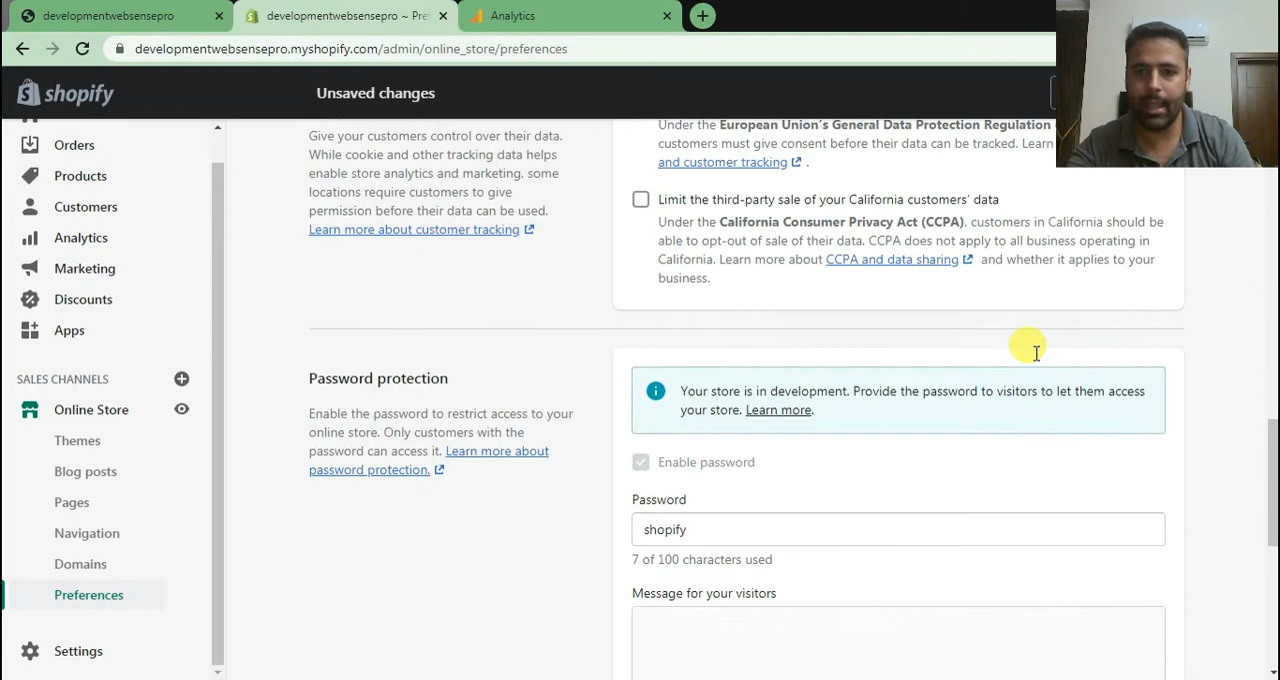 developmentwebsensepro
developmentwebsensepro ~ Pre
Analytics
developmentwebsensepro.myshopify.com/admin/online_store/preferences
shopify
Unsaved changes
Orders
Products
Customers
Analytics
Marketing
Discounts
Apps
SALES CHANNELS
Online Store
Themes
Blog posts
Pages
Navigation
Domains
Preferences
Settings
Give your customers control over their data.
While cookie and other tracking data helps
enable store analytics and marketing, some
locations require customers to give
permission before their data can be used.
Learn more about customer tracking
Under the European Union's General Data Protection Regulation
customers must give consent before their data can be tracked. Learn
and customer tracking .
Limit the third-party sale of your California customers' data
Under the California Consumer Privacy Act (CCPA), customers in California should be
able to opt-out of sale of their data. CCPA does not apply to all business operating in
California. Learn more about CCPA and data sharing and whether it applies to your
business.
Password protection
Enable the password to restrict access to your
online store. Only customers with the
password can access it. Learn more about
password protection.
Your store is in development. Provide the password to visitors to let them access
your store. Learn more.
Enable password
Password
shopify
7 of 100 characters used
Message for your visitors